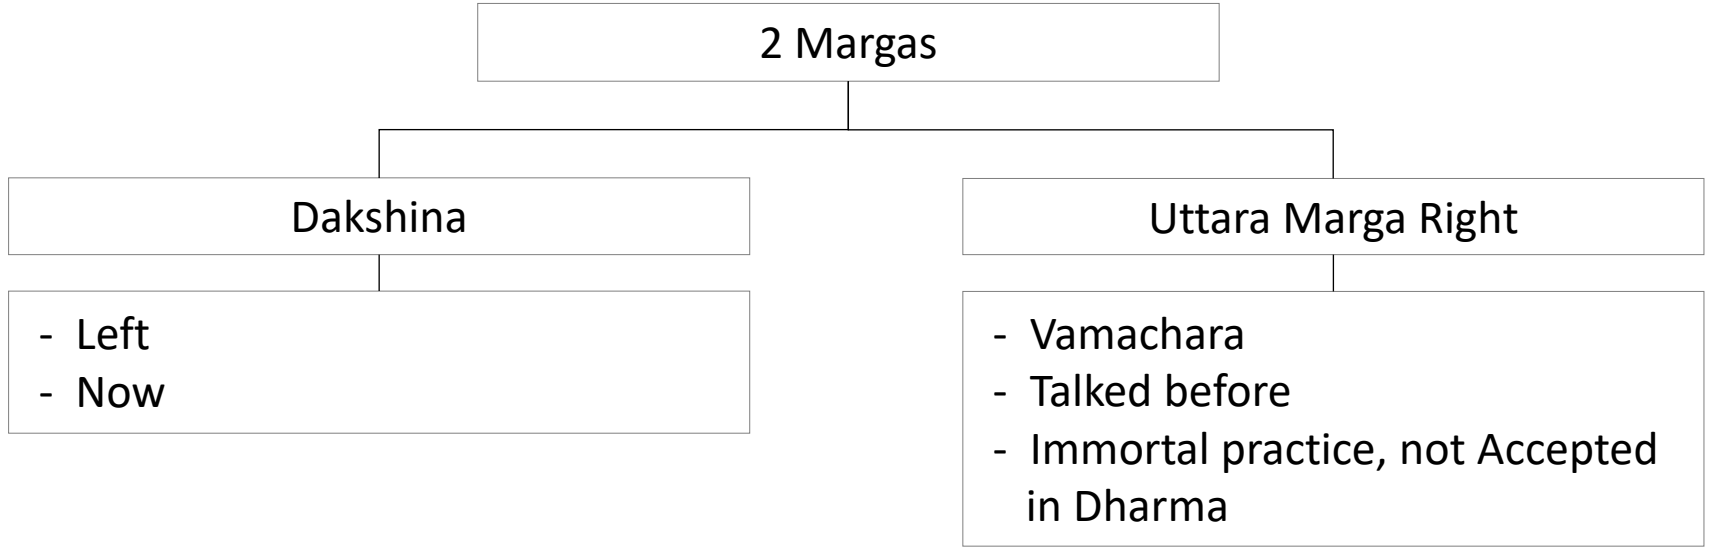 2 Margas
Dakshina
- Left
- Now
Uttara Marga Right
- Vamachara
- Talked before
- Immortal practice, not Accepted
in Dharma